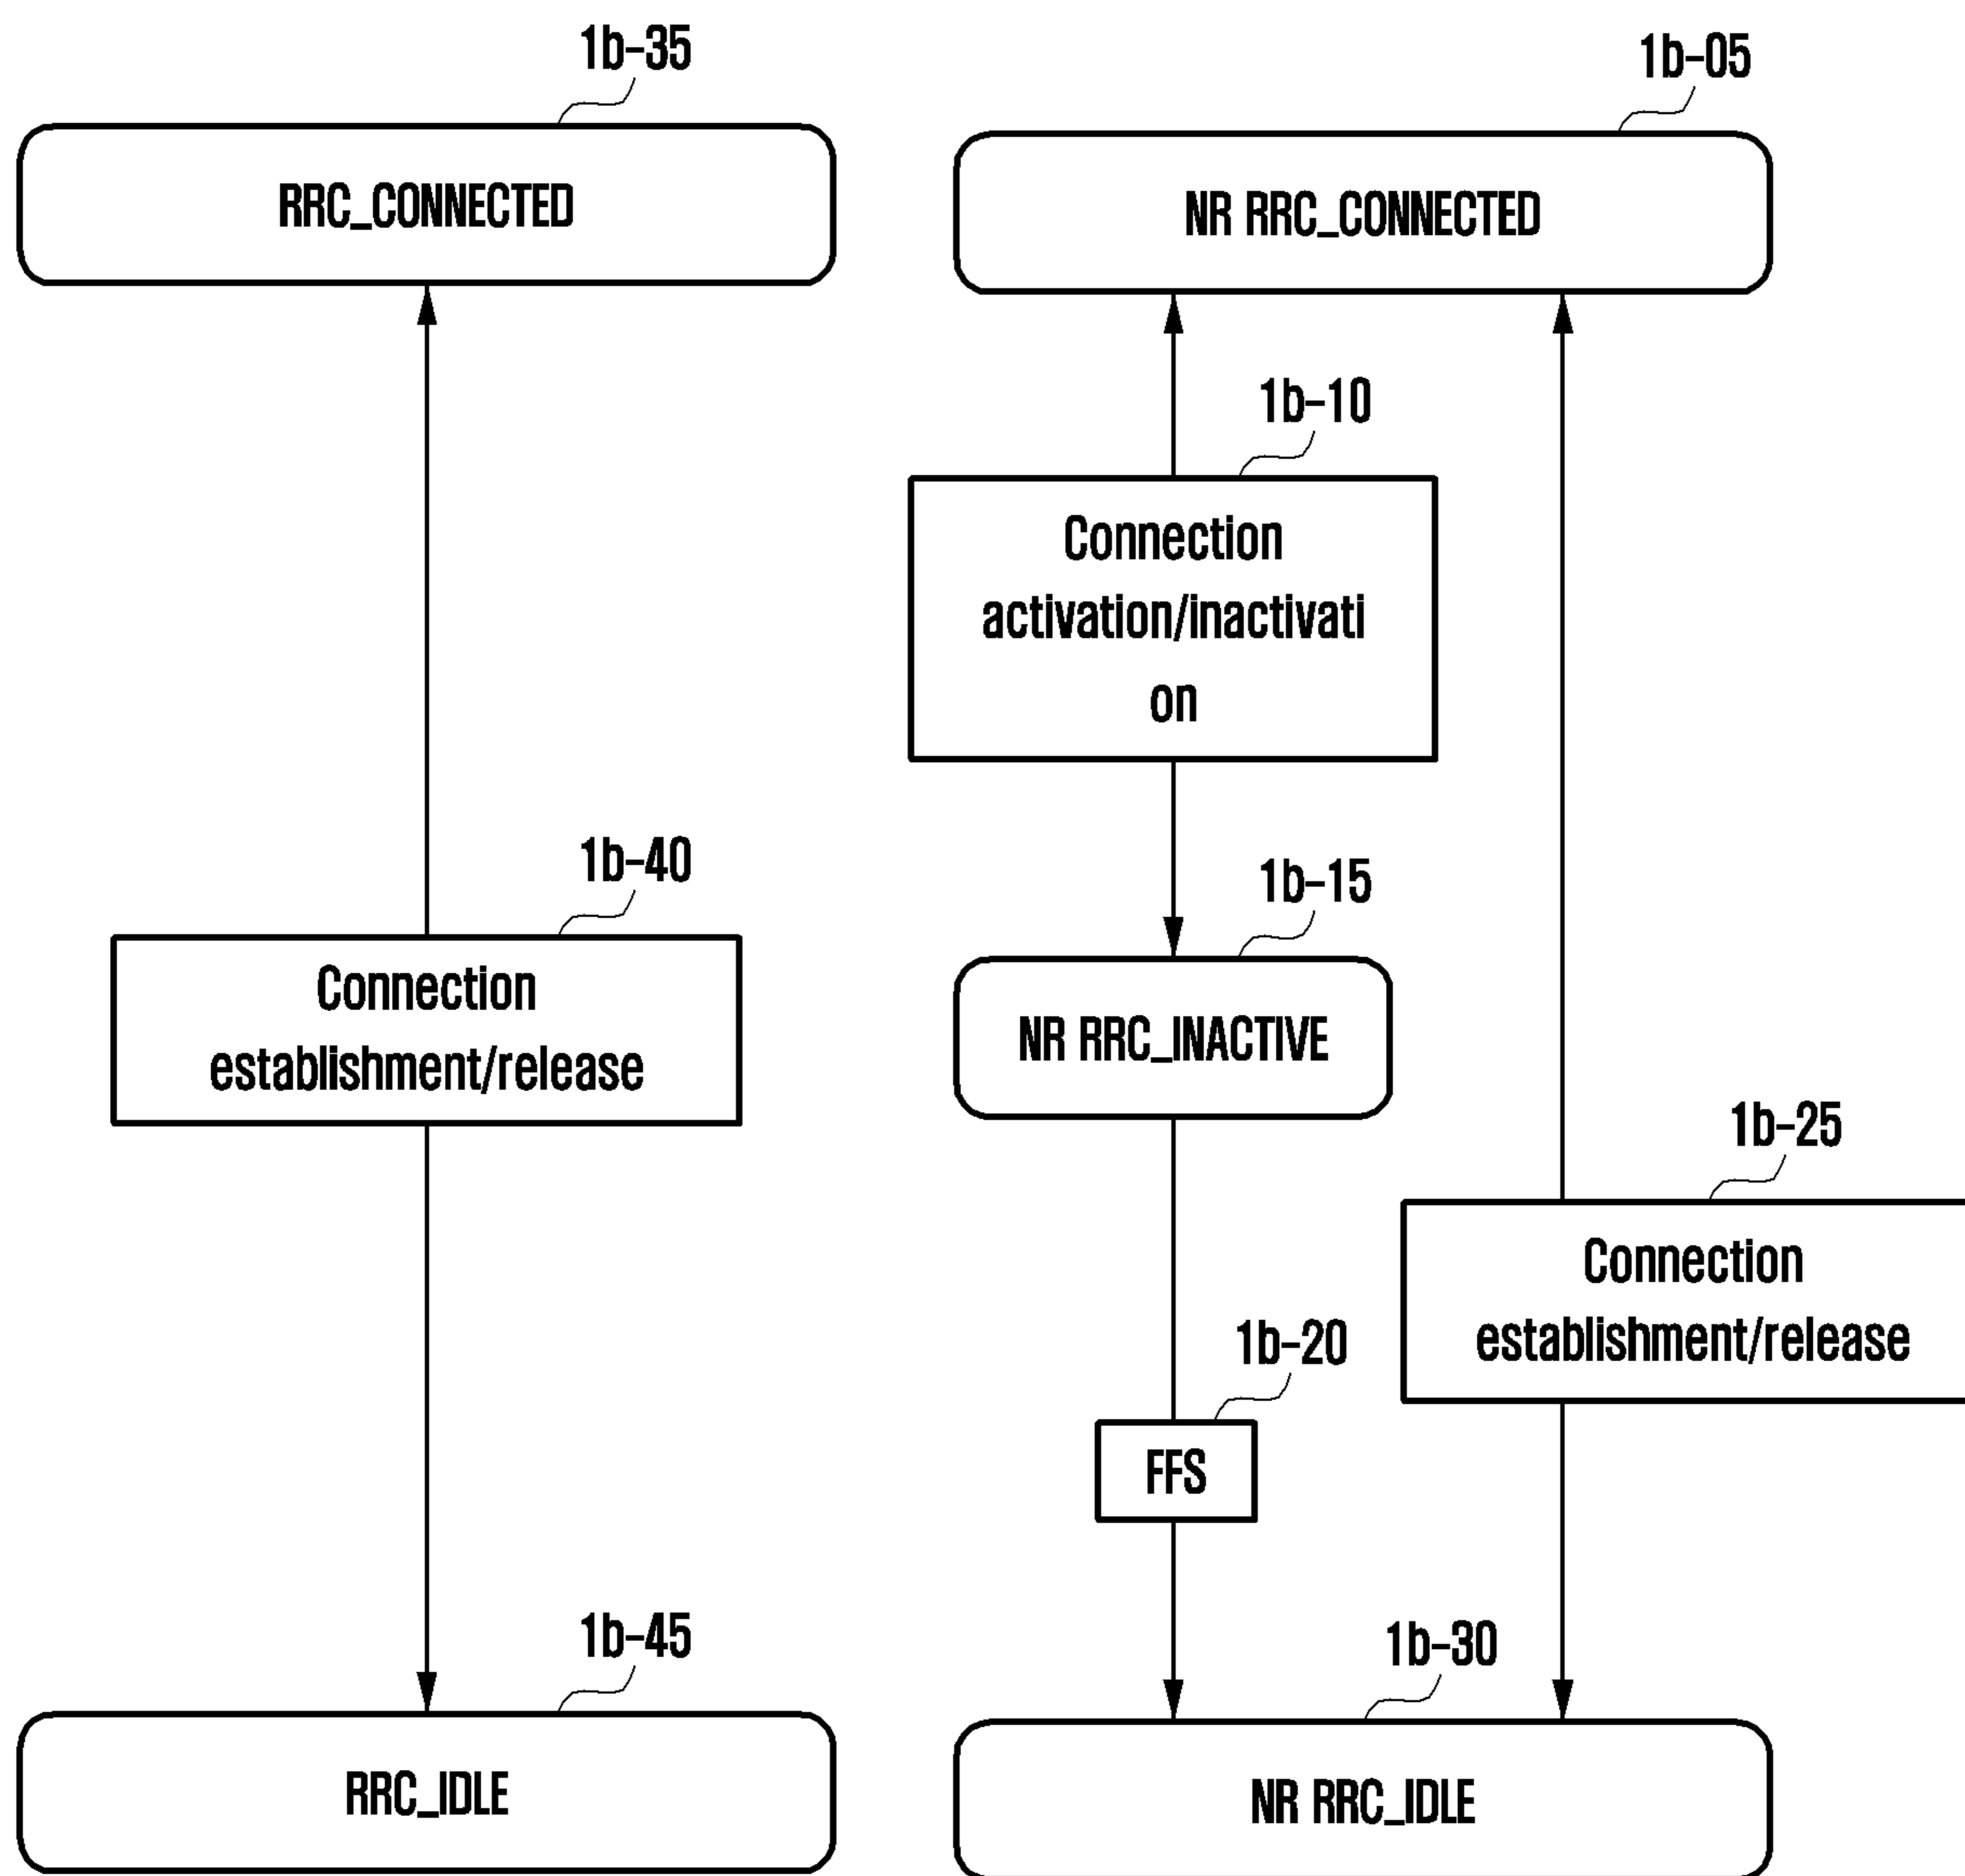 1b-35
RRC_CONNECTED
1b-40
Connection
establishment/release
1b-45
RRC_IDLE
1b-05
NR RRC_CONNECTED
1b-10
Connection
activation/inactivati
on
1b-15
NR RRC_INACTIVE
1b-20
FFS
1b-25
Connection
establishment/release
1b-30
NR RRC_IDLE